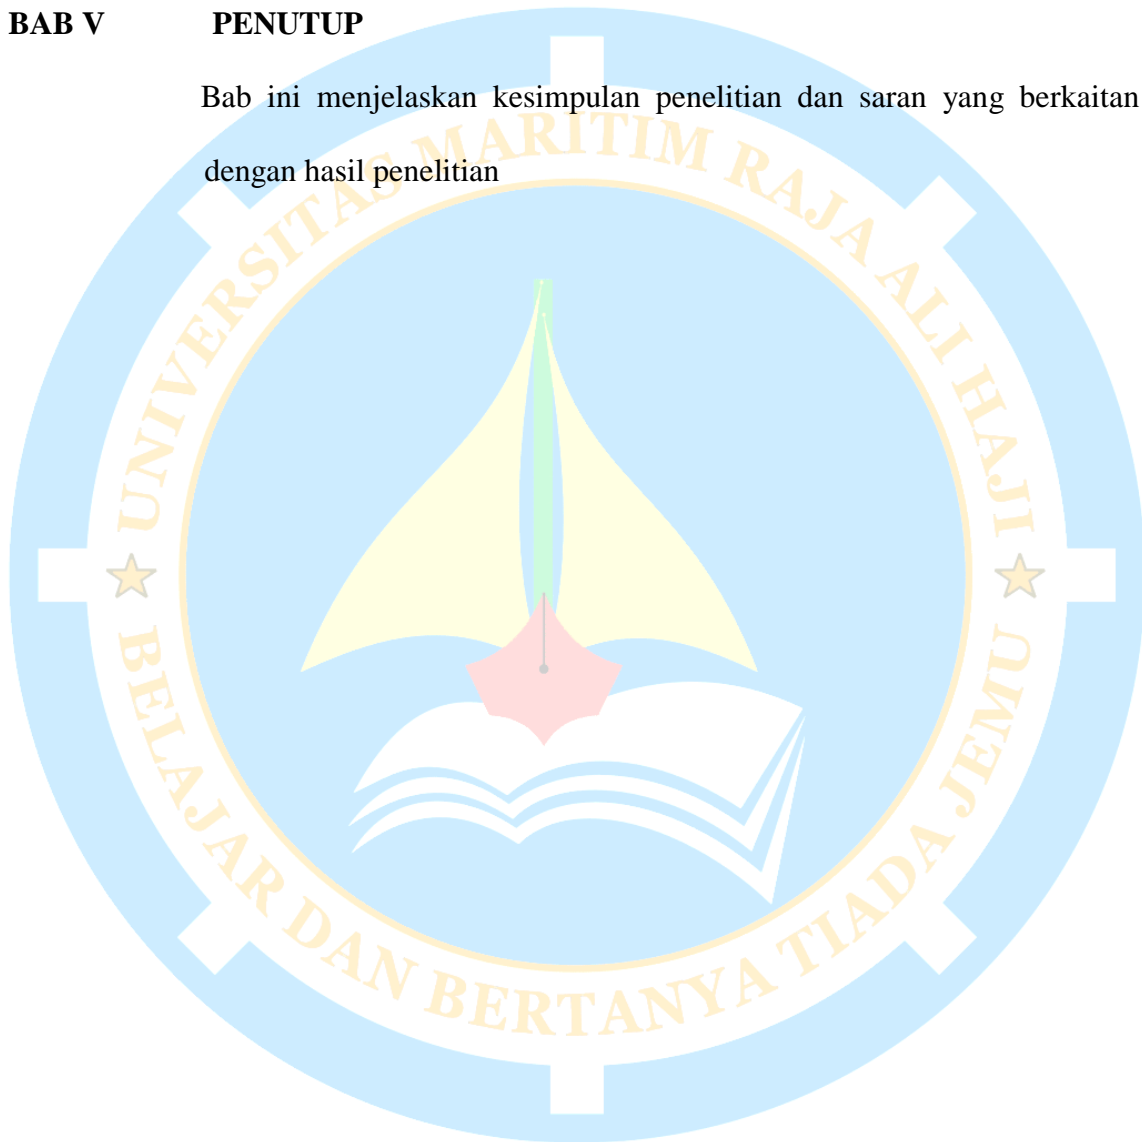 BAB V PENUTUP
Bab ini menjelaskan kesimpulan penelitian dan saran yang berkaitan
dengan hasil penelitian
UNIVERSITAS MARITIM RAJA ALI HAJI
BELAJAR DAN BERTANYA TIADA JEMU